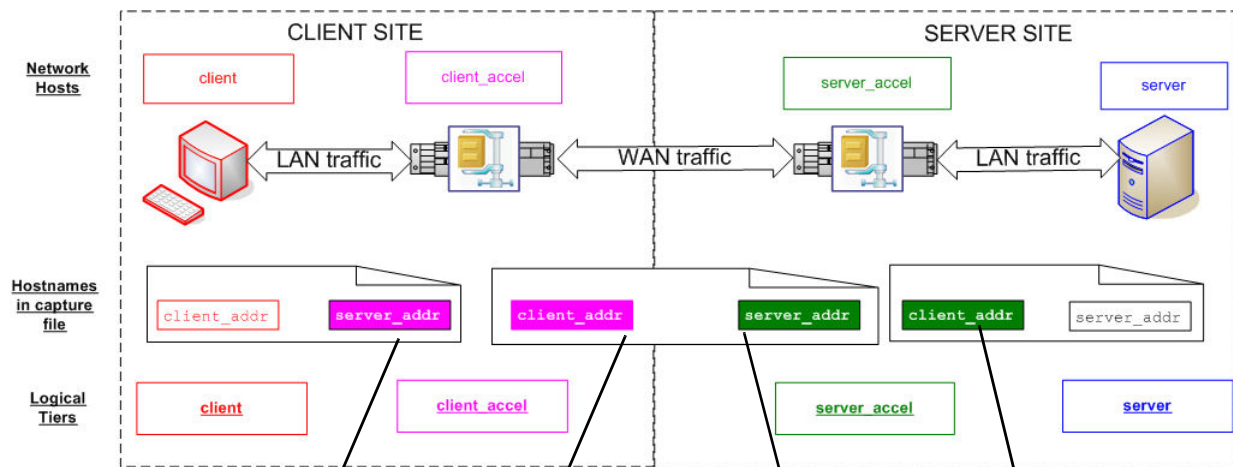 CLIENT SITE
SERVER SITE
Network
Hosts
client
client_accel
server_accel
server
LAN traffic
WAN traffic
LAN traffic
Hostnames
in capture
file
client_addr
server_addr
client_addr
server_addr
client_addr
server_addr
Logical
Tiers
client
client_accel
server_accel
server